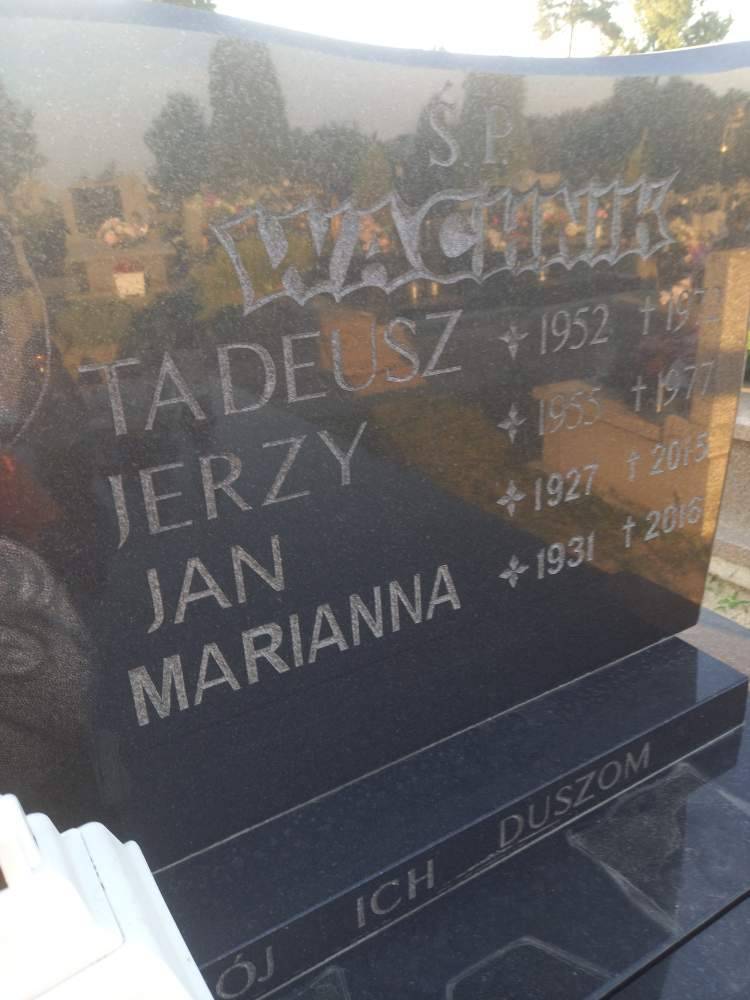 Ś.P.
WACHNIK
TADEUSZ 1952
JERZY 1955 † 1977
JAN 1927 † 2015
MARIANNA 1931 † 2016
ICH DUSZOM